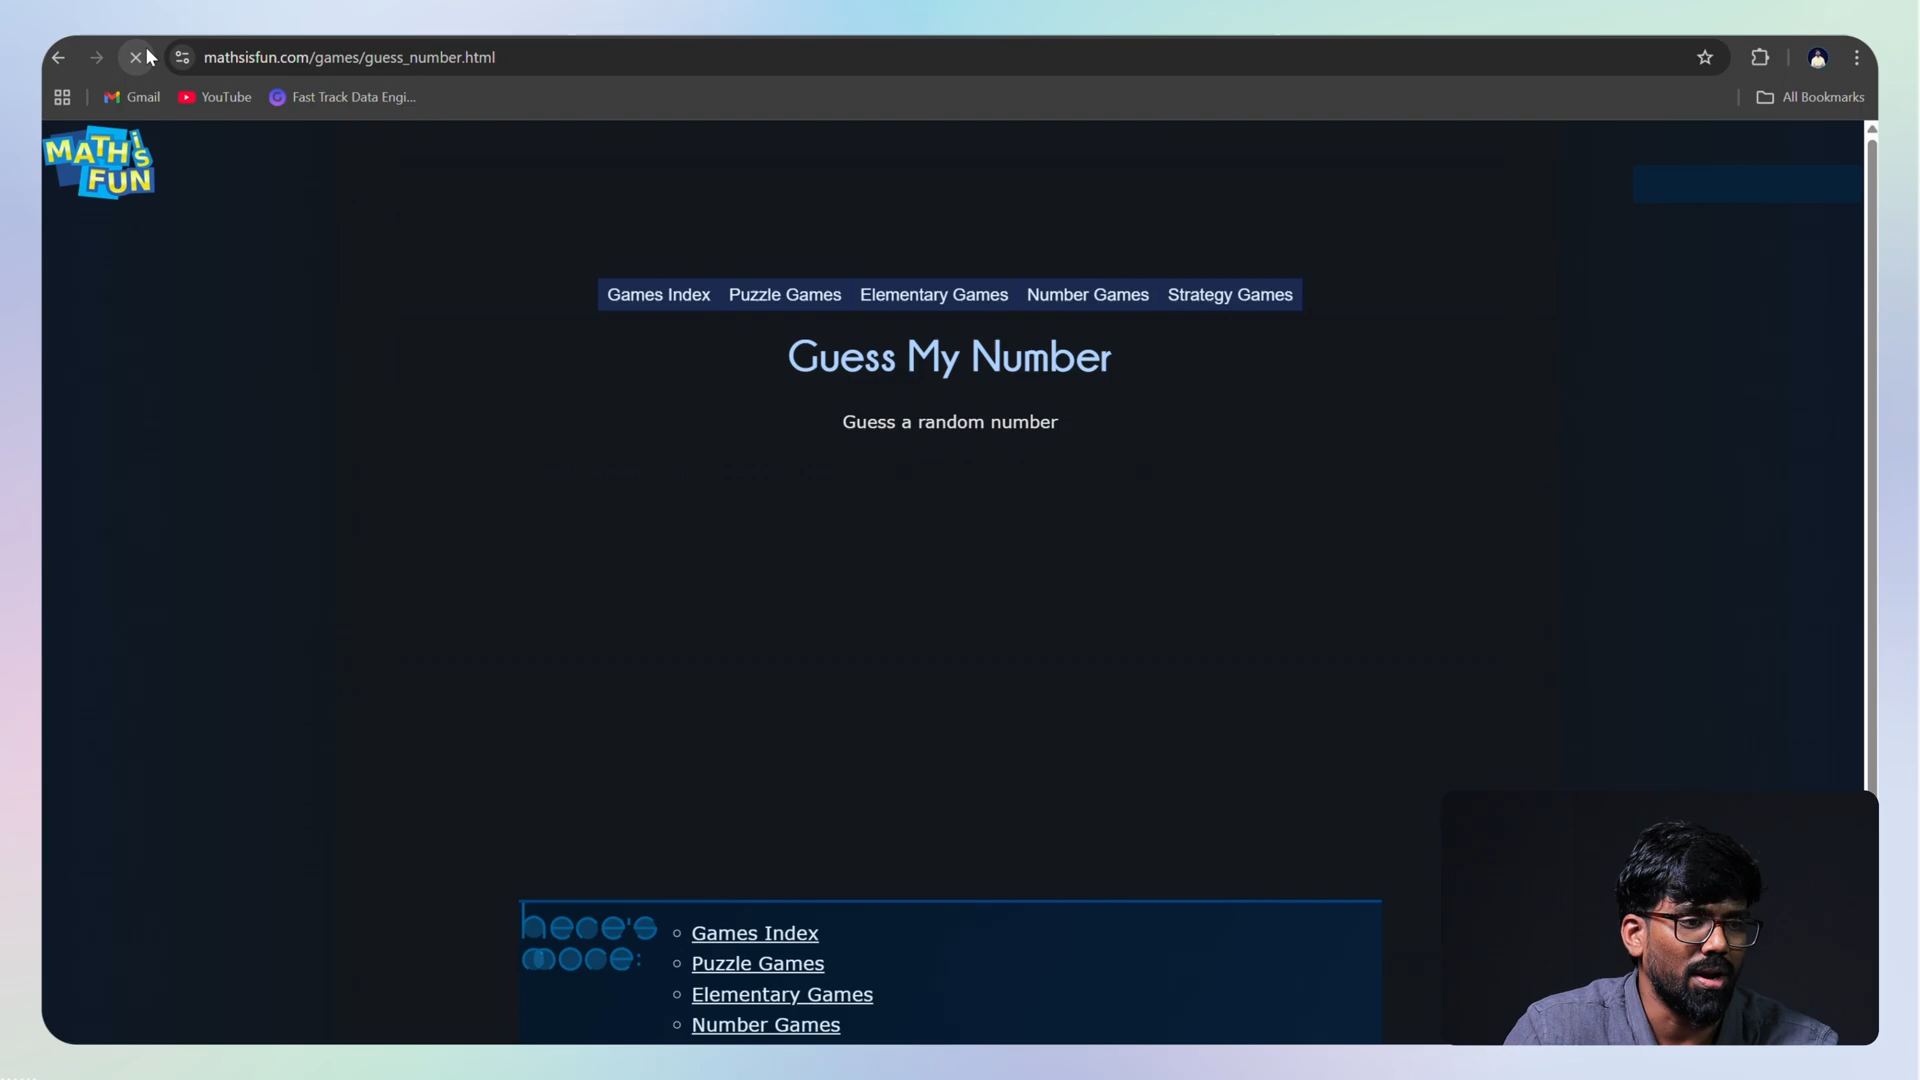 mathsisfun.com/games/guess_number.html
Gmail YouTube Fast Track Data Engi... All Bookmarks
MATH is FUN
Games Index Puzzle Games Elementary Games Number Games Strategy Games
Guess My Number
Guess a random number
here's
more:
Games Index
Puzzle Games
Elementary Games
Number Games